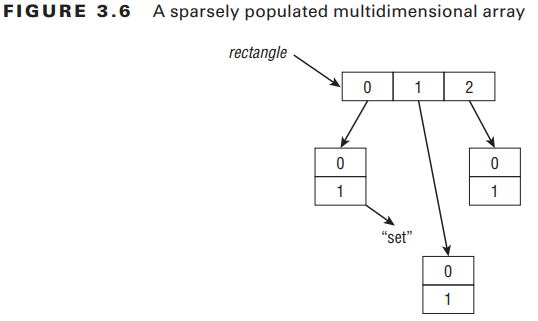 FIGURE 3.6 A sparsely populated multidimensional array
rectangle
0 1 2
0 0
1 1
“set”
0
1